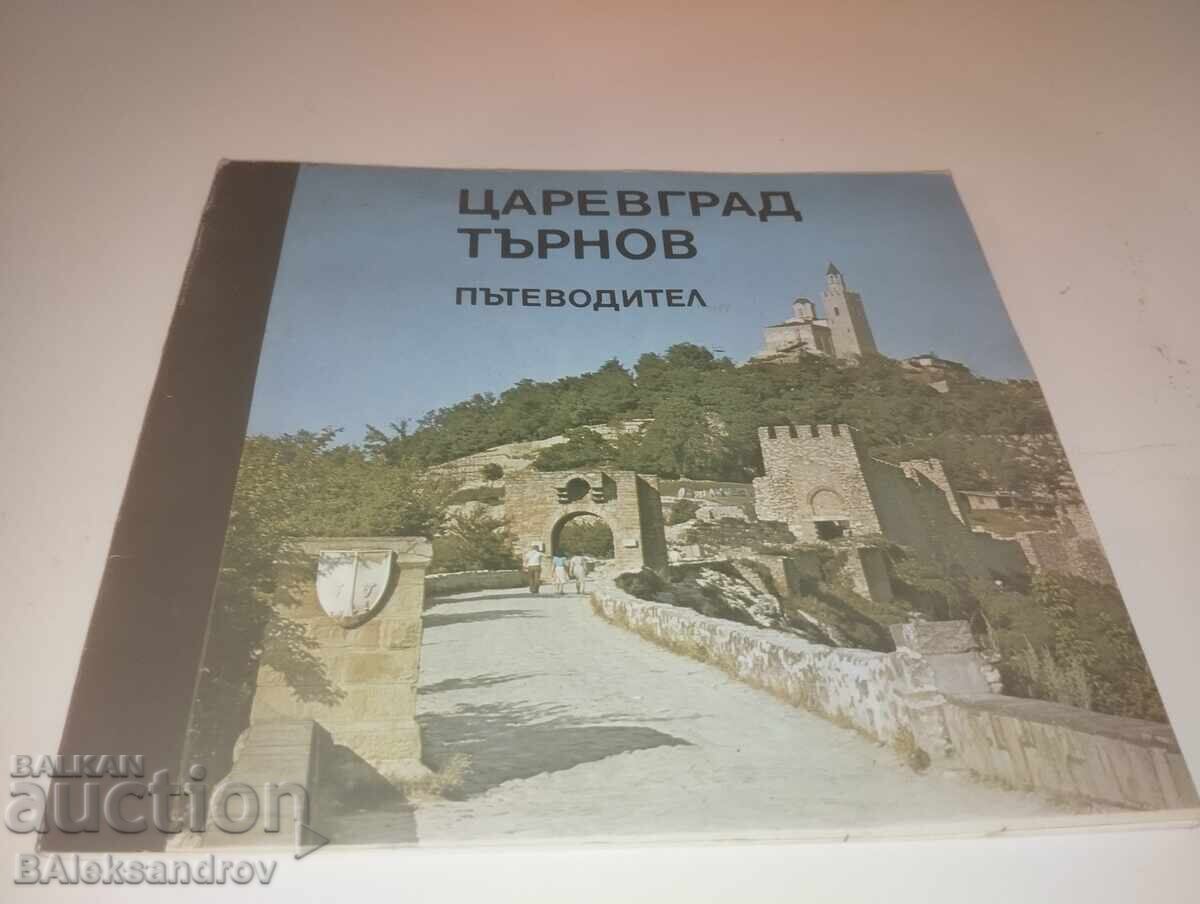 ЦАРЕВГРАД
ТЪРНОВ
ПЪТЕВОДИТЕЛ
BALKAN
auction
BAleksandrov